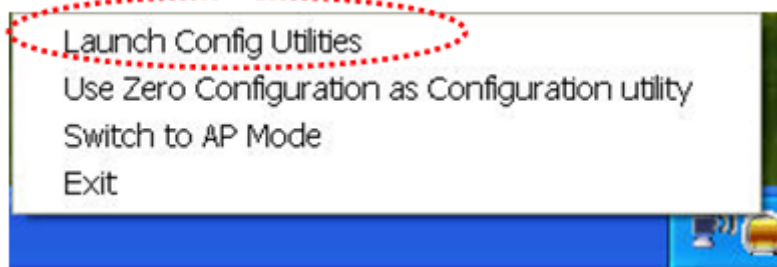 Launch Config Utilities
Use Zero Configuration as Configuration utility
Switch to AP Mode
Exit